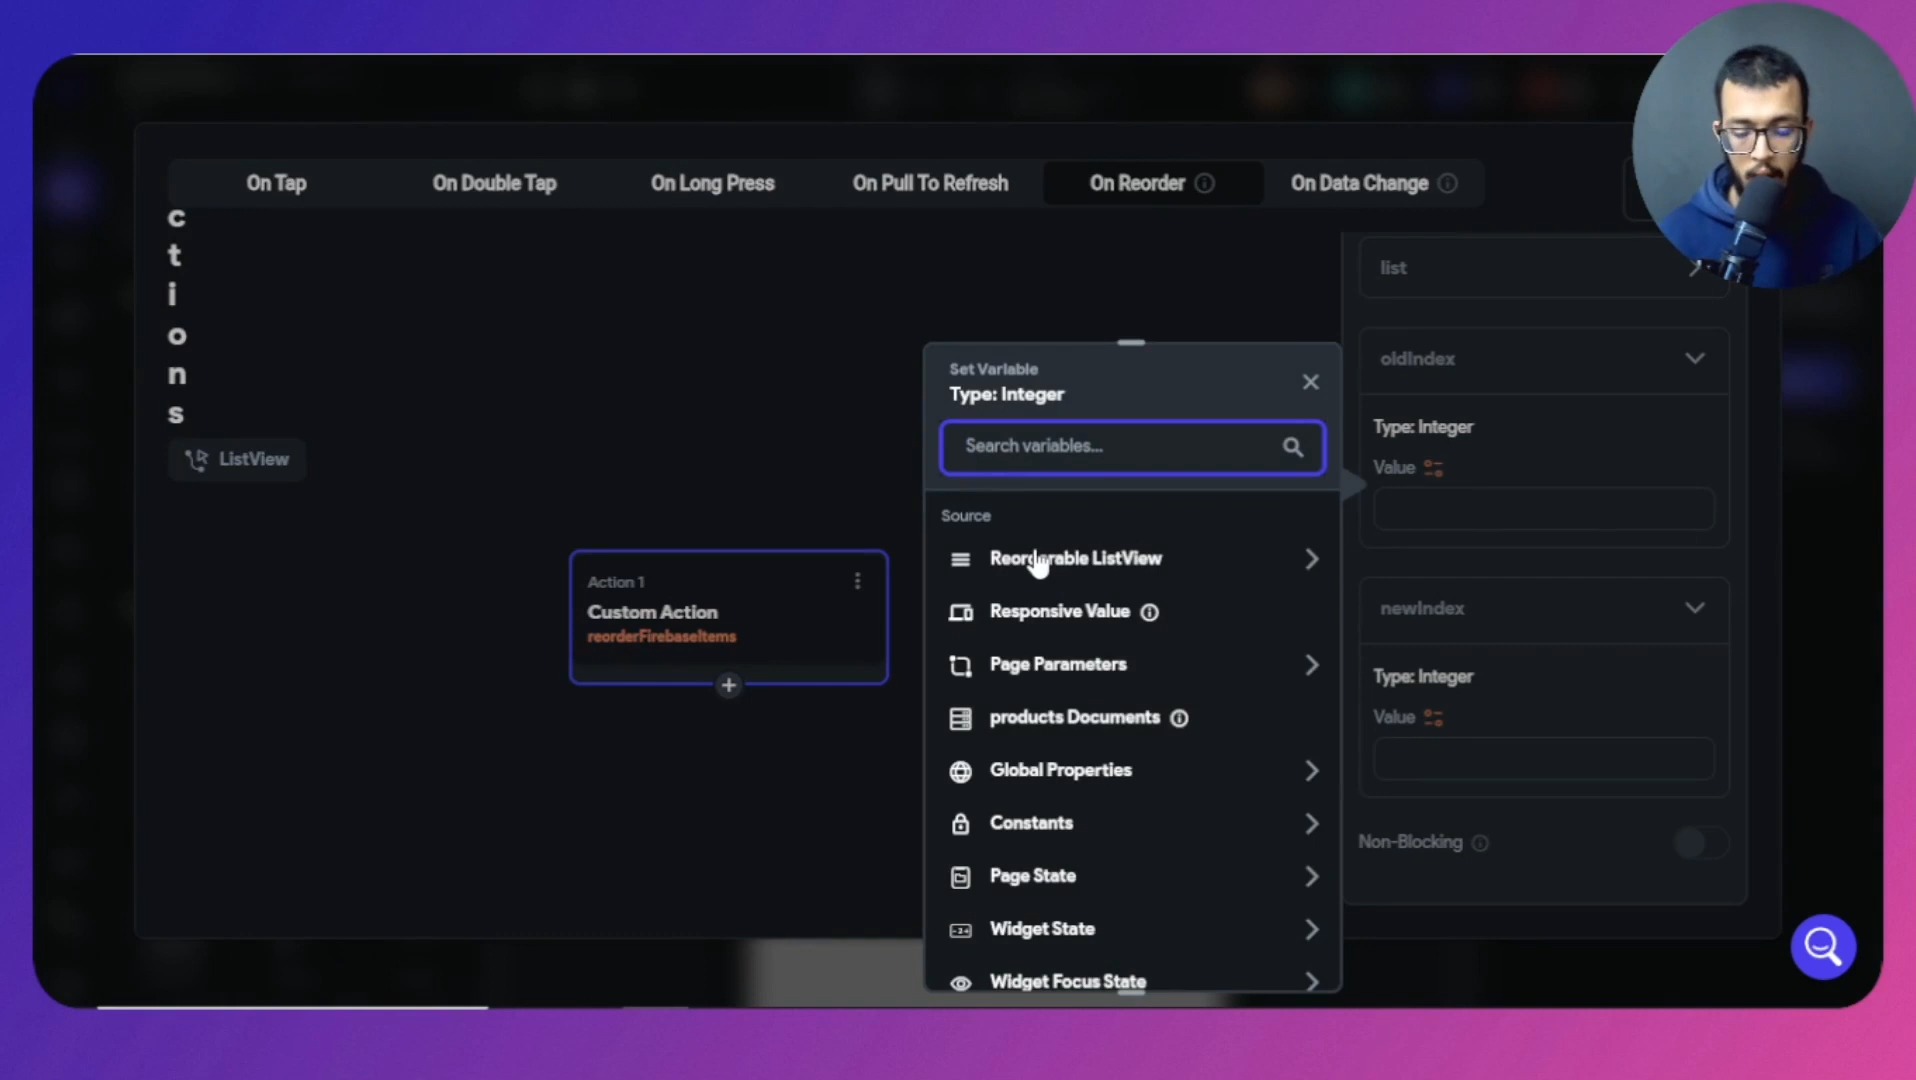 On Tap
On Double Tap
On Long Press
On Pull To Refresh
On Reorder
On Data Change
c
t
i
o
n
s
ListView
Action 1
Custom Action
reorderFirebaseItems
Set Variable
Type: Integer
Search variables...
Source
Reorderable ListView
Responsive Value
Page Parameters
products Documents
Global Properties
Constants
Page State
Widget State
Widget Focus State
list
oldIndex
Type: Integer
Value
newIndex
Type: Integer
Value
Non-Blocking